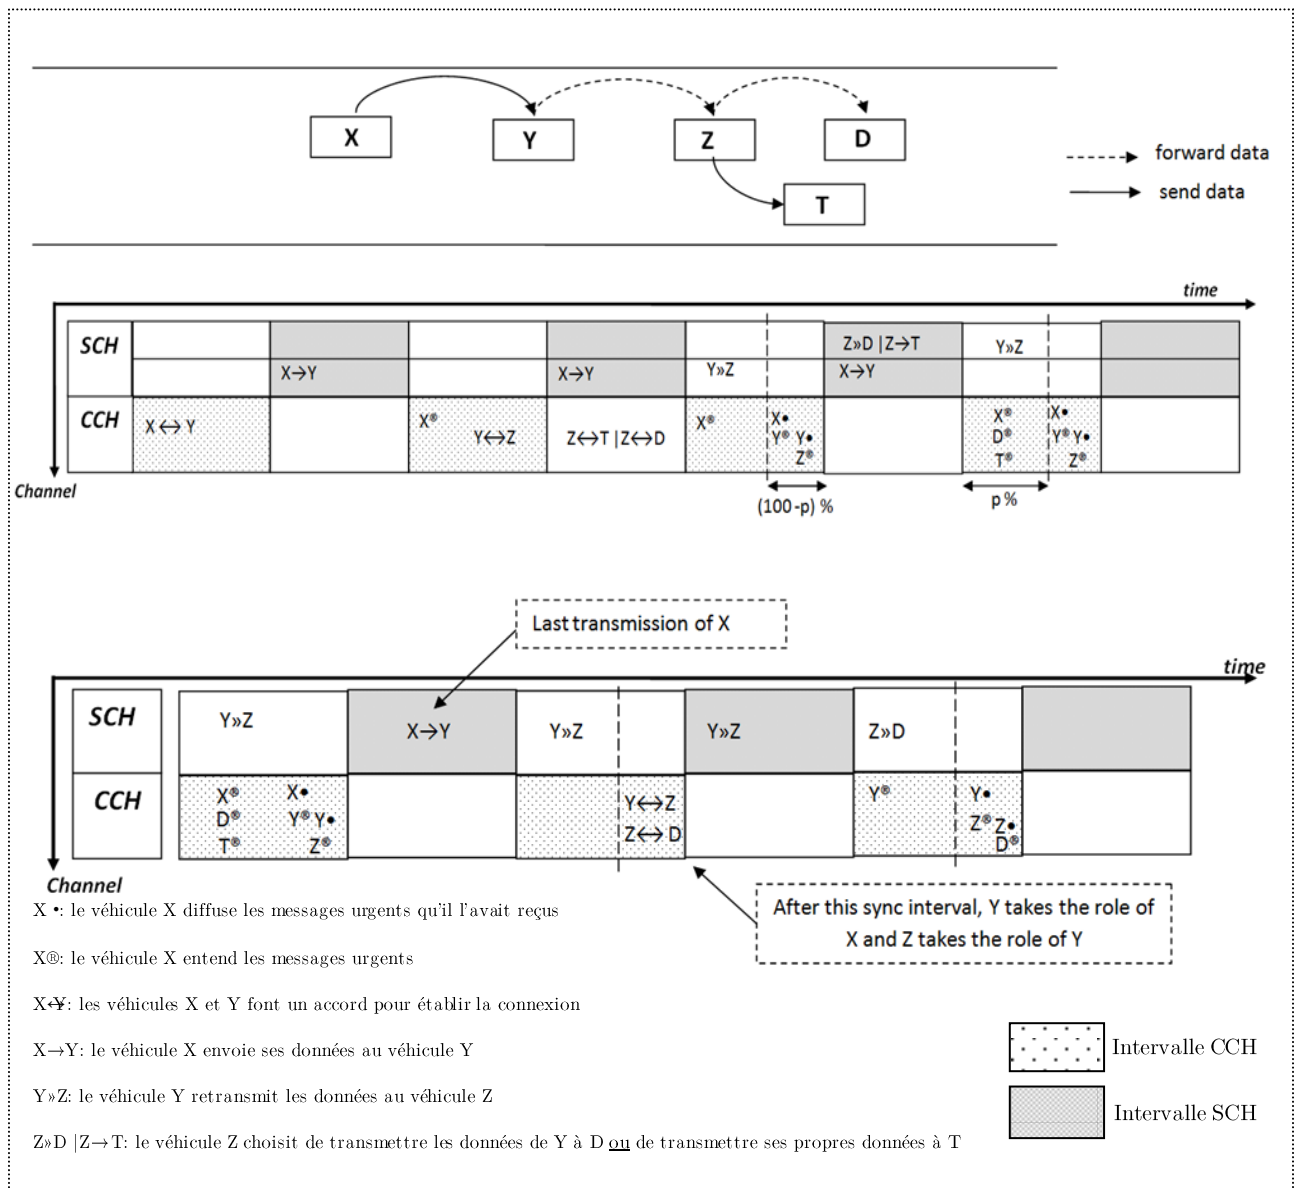 X Y Z D
T
forward data
send data
time
SCH
Z»D |Z→T Y»Z
X→Y X→Y Y»Z X→Y
CCH
X↔Y X® Y↔Z Z↔T |Z↔D X® X• Y® Y• Z® X® D® T® X• Y® Y• Z®
Channel
(100-p) % p %
Last transmission of X
time
SCH
Y»Z X→Y Y»Z Y»Z Z»D
CCH
X® X• Y↔Z Y® Y•
D® Y® Y• Z↔D Z® Z•
T® Z® D®
Channel
After this sync interval, Y takes the role of
X and Z takes the role of Y
X •: le véhicule X diffuse les messages urgents qu'il l'avait reçus
X®: le véhicule X entend les messages urgents
X↔Y: les véhicules X et Y font un accord pour établir la connexion
X→Y: le véhicule X envoie ses données au véhicule Y
Y»Z: le véhicule Y retransmit les données au véhicule Z
Z»D |Z→T: le véhicule Z choisit de transmettre les données de Y à D ou de transmettre ses propres données à T
Intervalle CCH
Intervalle SCH